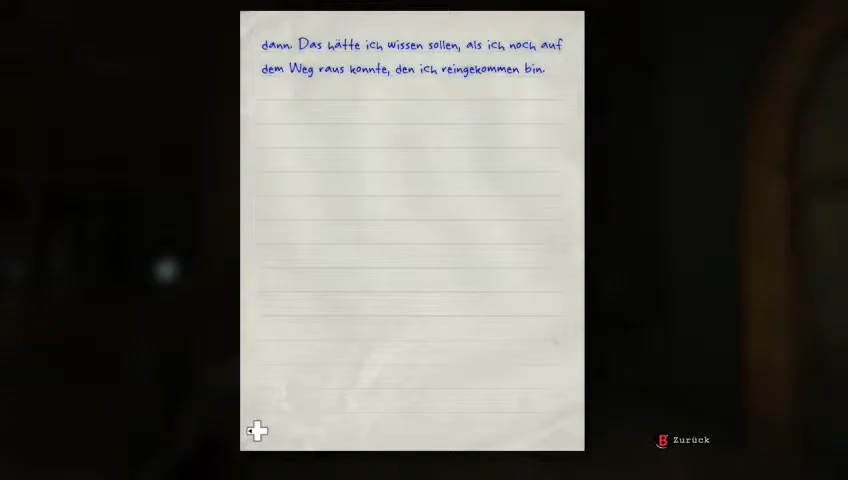 dann. Das hätte ich wissen sollen, als ich noch auf
dem Weg raus konnte, den ich reingekommen bin.
B Zurück